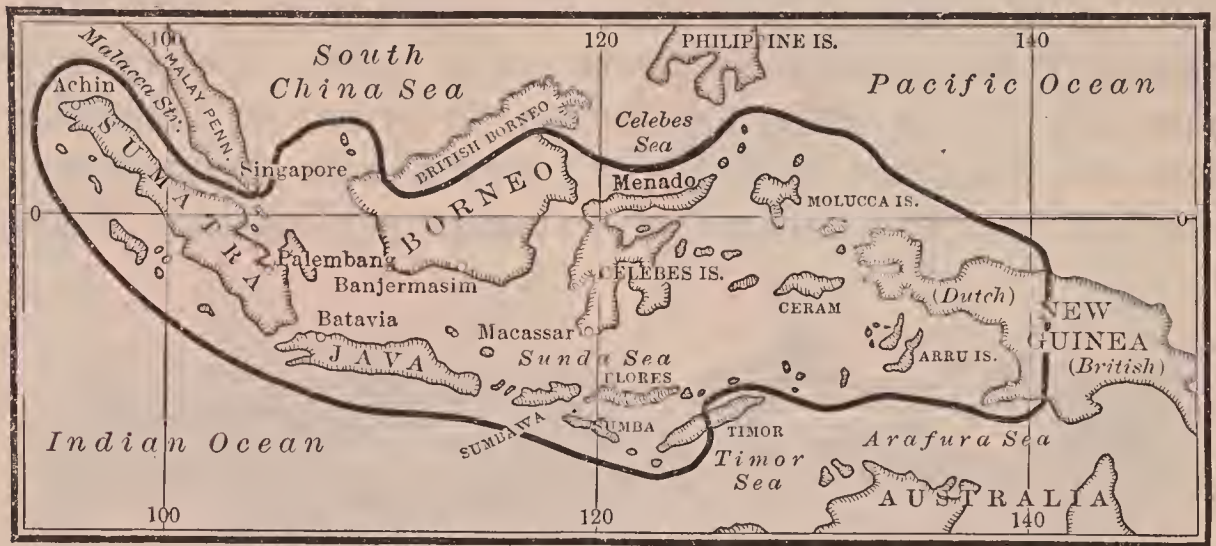 100
120
140
Malacca Str.
MALAY PENN.
South
China Sea
PHILIPPINE IS.
Pacific Ocean
Achin
SUMATRA
Singapore
BRITISH BORNEO
BORNEO
Celebes
Sea
Menado
MOLUCCA IS.
0
0
Palembang
Banjermasim
CELEBES IS.
CERAM
(Dutch)
NEW
GUINEA
(British)
Batavia
JAVA
Macassar
Sunda Sea
FLORES
ARRU IS.
Indian Ocean
SUMBAWA
SUMBA
TIMOR
Timor
Sea
Arafura Sea
AUSTRALIA
100
120
140